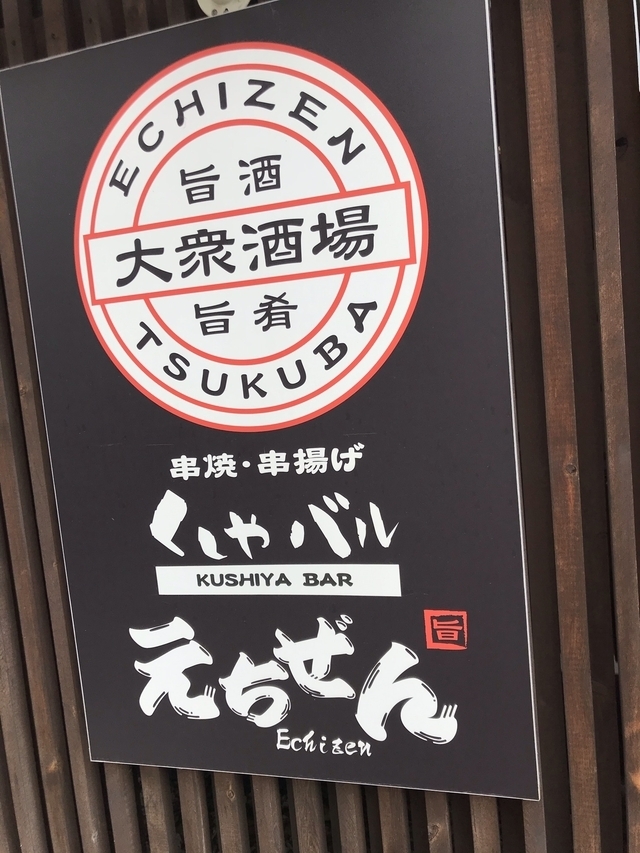 ECHIZEN
旨酒
大衆酒場
旨肴
TSUKUBA
串焼・串揚げ
くしやバル
KUSHIYA BAR
旨
えちぜん
Echizen